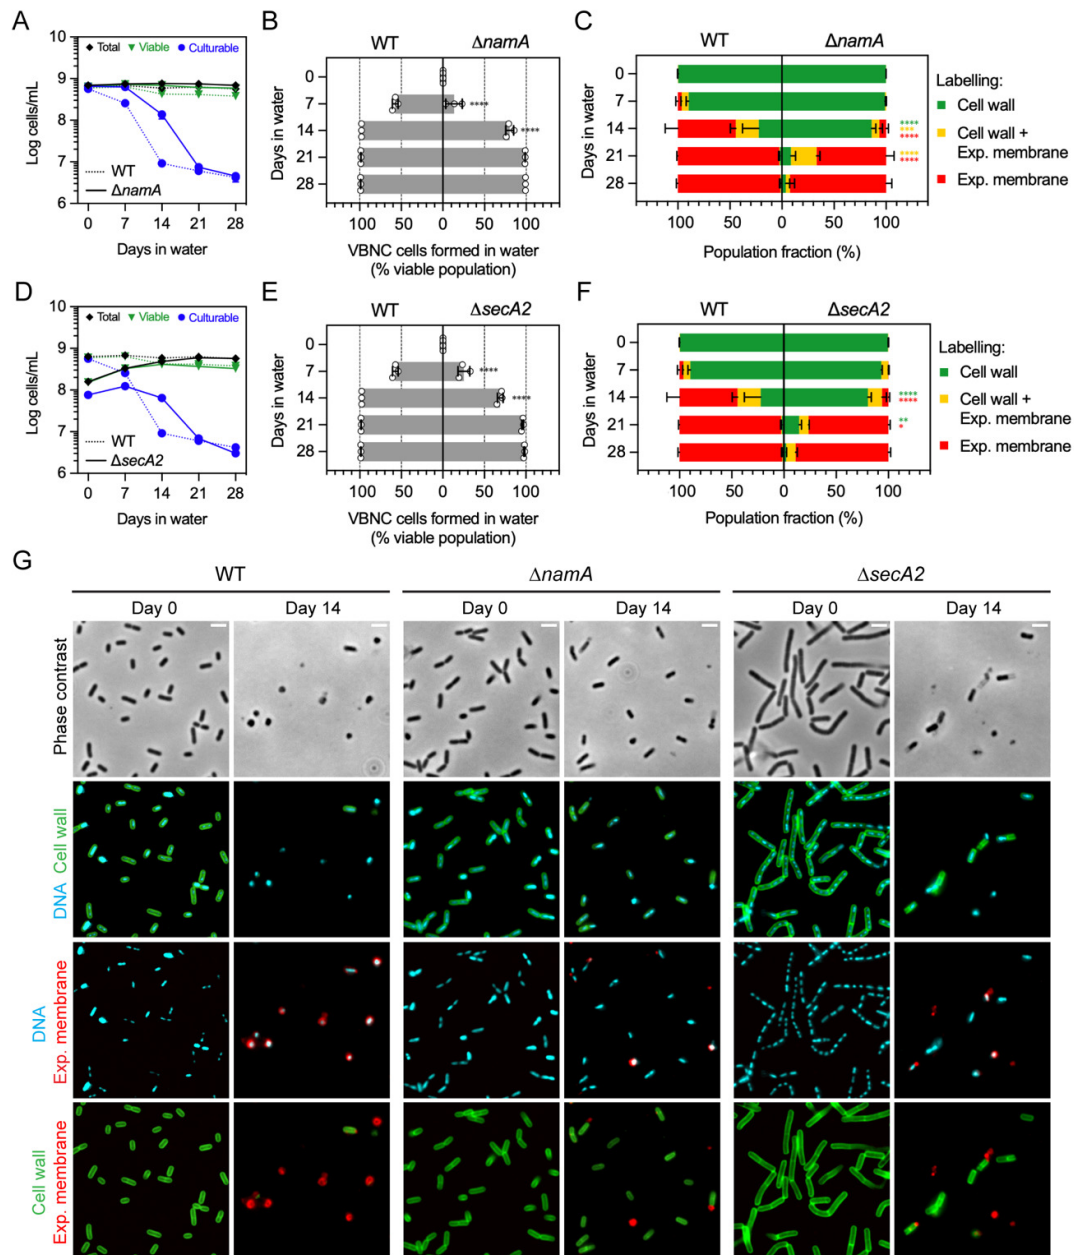 A
Log cells/mL
10
9
8
7
6
Total Viable Culturable
WT
ΔnamA
0 7 14 21 28
Days in water
B
WT ΔnamA
Days in water
0
7 ****
14 ****
21
28
100 50 0 50 100
VBNC cells formed in water
(% viable population)
C
WT ΔnamA
Days in water
0
7
14
****
***
****
21
****
****
28
100 50 0 50 100
Population fraction (%)
Labelling:
Cell wall
Cell wall +
Exp. membrane
Exp. membrane
D
Log cells/mL
10
9
8
7
6
Total Viable Culturable
WT
ΔsecA2
0 7 14 21 28
Days in water
E
WT ΔsecA2
Days in water
0
7 ****
14 ****
21
28
100 50 0 50 100
VBNC cells formed in water
(% viable population)
F
WT ΔsecA2
Days in water
0
7
14
****
****
21
**
*
28
100 50 0 50 100
Population fraction (%)
Labelling:
Cell wall
Cell wall +
Exp. membrane
Exp. membrane
G
WT ΔnamA ΔsecA2
Day 0 Day 14 Day 0 Day 14 Day 0 Day 14
Phase contrast
DNA Cell wall
DNA
Exp. membrane
Cell wall
Exp. membrane